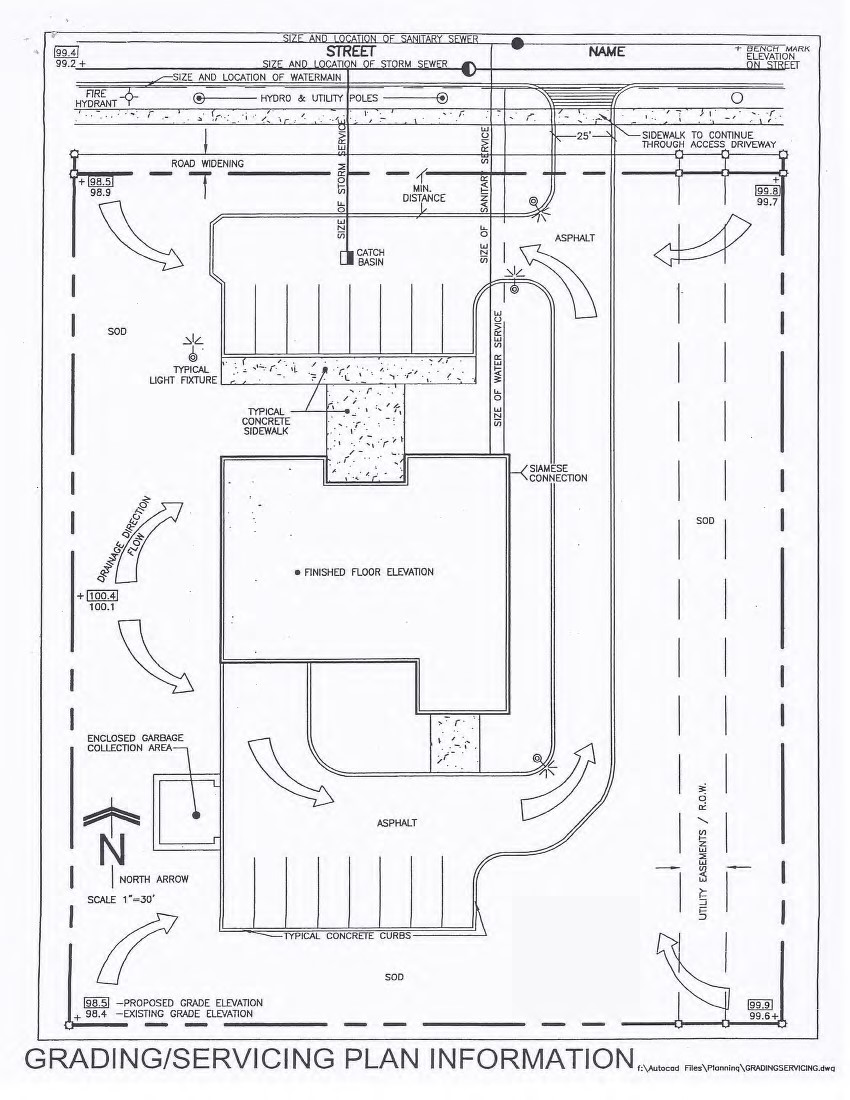 SIZE AND LOCATION OF SANITARY SEWER
99.4
STREET
NAME
+ BENCH MARK
ELEVATION
ON STREET
99.2 +
SIZE AND LOCATION OF STORM SEWER
SIZE AND LOCATION OF WATERMAIN
FIRE
HYDRANT
HYDRO & UTILITY POLES
25'
SIDEWALK TO CONTINUE
THROUGH ACCESS DRIVEWAY
ROAD WIDENING
SIZE OF STORM SERVICE
SIZE OF SANITARY SERVICE
+ 98.5
98.9
MIN.
DISTANCE
+
99.8
99.7
ASPHALT
CATCH
BASIN
SOD
TYPICAL
LIGHT FIXTURE
SIZE OF WATER SERVICE
TYPICAL
CONCRETE
SIDEWALK
SIAMESE
CONNECTION
SOD
DRAINAGE DIRECTION
FLOW
FINISHED FLOOR ELEVATION
+ 100.4
100.1
ENCLOSED GARBAGE
COLLECTION AREA
ASPHALT
UTILITY EASEMENTS / R.O.W.
N
NORTH ARROW
SCALE 1"=30'
TYPICAL CONCRETE CURBS
SOD
98.5 –PROPOSED GRADE ELEVATION
+ 98.4 –EXISTING GRADE ELEVATION
99.9
99.6+
GRADING/SERVICING PLAN INFORMATION
f:\Autocad Files\Planning\GRADINGSERVICING.dwg